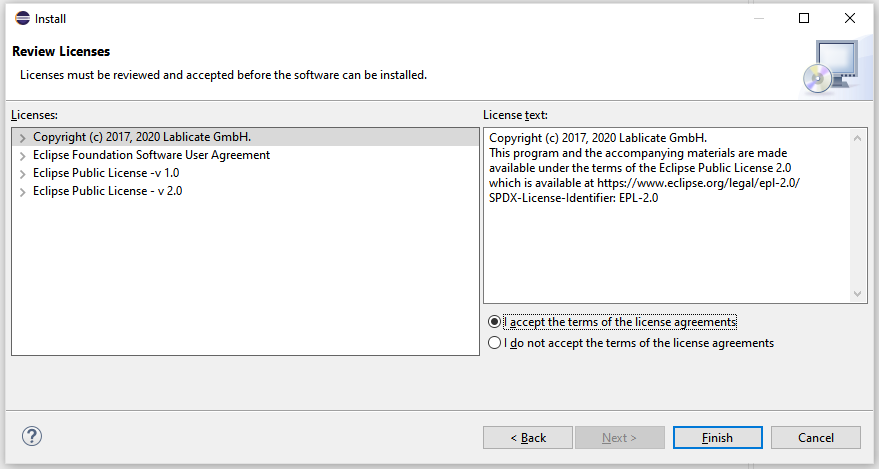 Install
Review Licenses
Licenses must be reviewed and accepted before the software can be installed.
Licenses:
Copyright (c) 2017, 2020 Lablicate GmbH.
Eclipse Foundation Software User Agreement
Eclipse Public License -v 1.0
Eclipse Public License - v 2.0
License text:
Copyright (c) 2017, 2020 Lablicate GmbH.
This program and the accompanying materials are made
available under the terms of the Eclipse Public License 2.0
which is available at https://www.eclipse.org/legal/epl-2.0/
SPDX-License-Identifier: EPL-2.0
I accept the terms of the license agreements
I do not accept the terms of the license agreements
?
< Back
Next >
Finish
Cancel